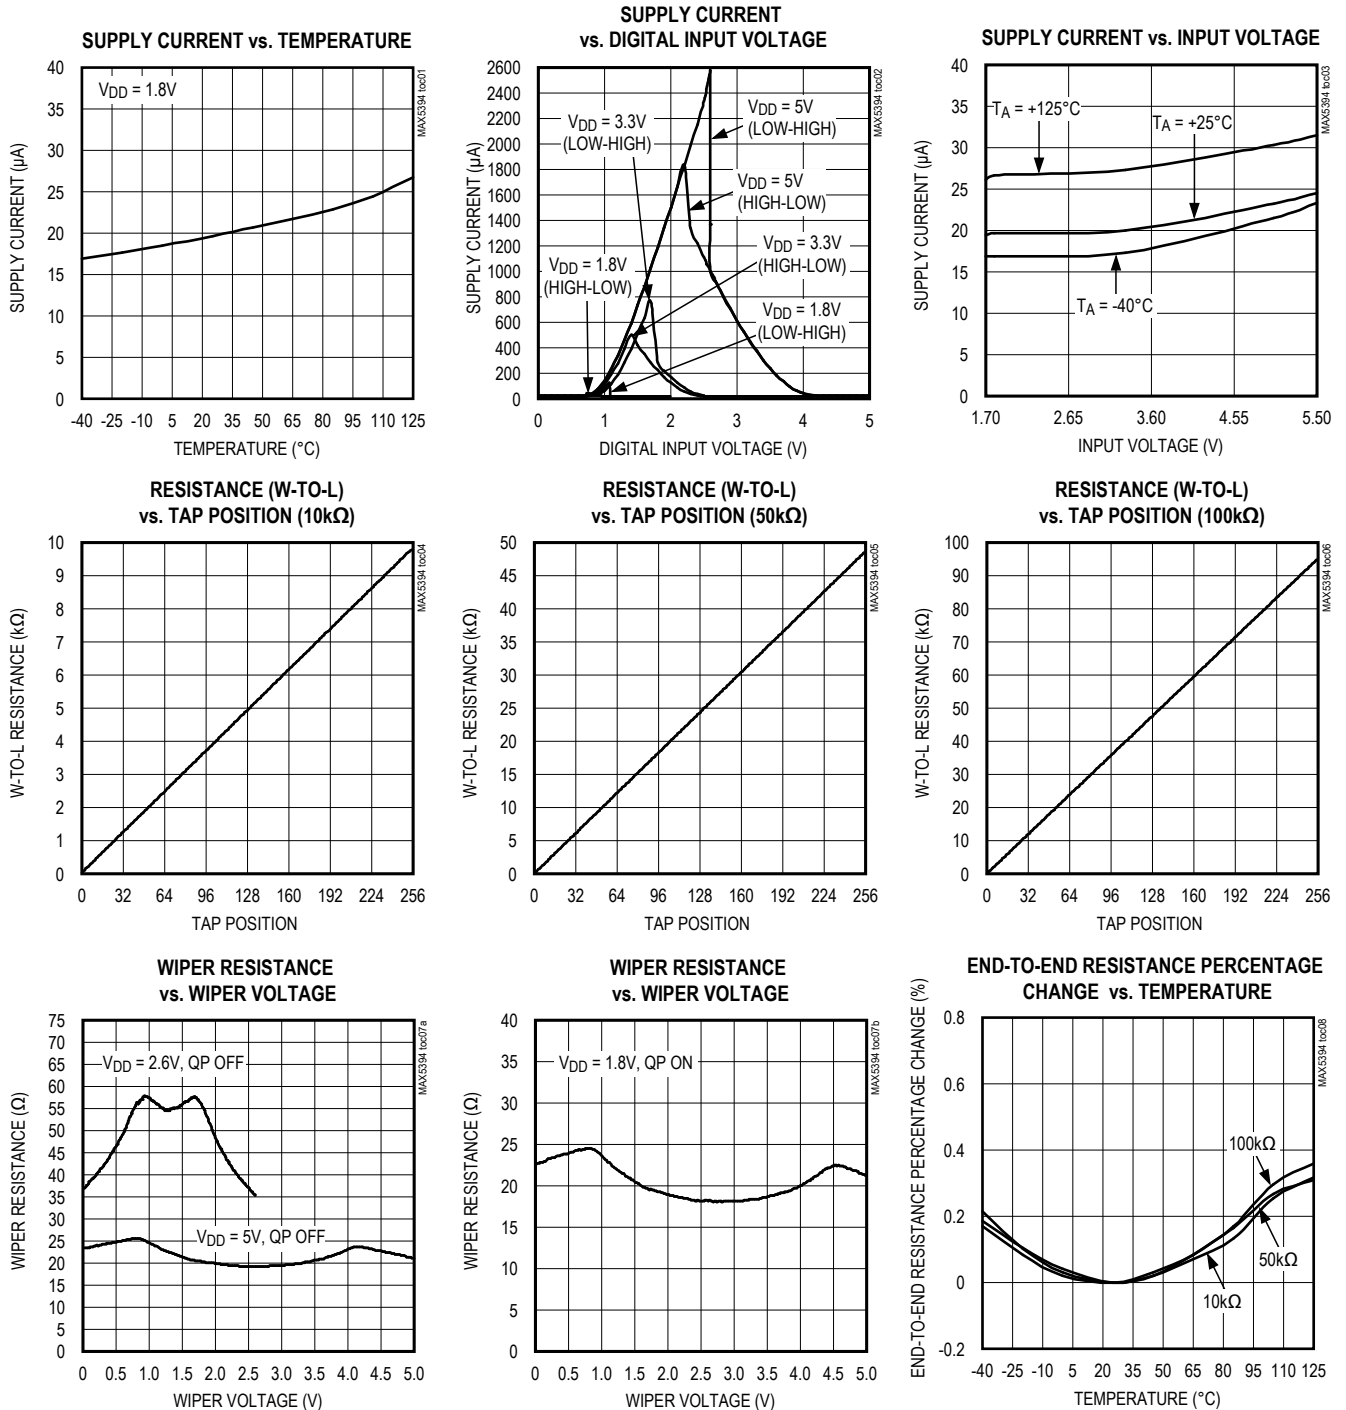 SUPPLY CURRENT vs. TEMPERATURE
40
35
30
25
20
15
10
5
0
SUPPLY CURRENT (µA)
VDD = 1.8V
MAX5394 toc01
-40 -25 -10 5 20 35 50 65 80 95 110 125
TEMPERATURE (°C)
SUPPLY CURRENT
vs. DIGITAL INPUT VOLTAGE
2600
2400
2200
2000
1800
1600
1400
1200
1000
800
600
400
200
0
SUPPLY CURRENT (µA)
VDD = 5V
(LOW-HIGH)
VDD = 3.3V
(LOW-HIGH)
VDD = 5V
(HIGH-LOW)
VDD = 3.3V
(HIGH-LOW)
VDD = 1.8V
(HIGH-LOW)
VDD = 1.8V
(LOW-HIGH)
MAX5394 toc02
0 1 2 3 4 5
DIGITAL INPUT VOLTAGE (V)
SUPPLY CURRENT vs. INPUT VOLTAGE
40
35
30
25
20
15
10
5
0
SUPPLY CURRENT (µA)
TA = +125°C
TA = +25°C
TA = -40°C
MAX5394 toc03
1.70 2.65 3.60 4.55 5.50
INPUT VOLTAGE (V)
RESISTANCE (W-TO-L)
vs. TAP POSITION (10kΩ)
10
9
8
7
6
5
4
3
2
1
0
W-TO-L RESISTANCE (kΩ)
MAX5394 toc04
0 32 64 96 128 160 192 224 256
TAP POSITION
RESISTANCE (W-TO-L)
vs. TAP POSITION (50kΩ)
50
45
40
35
30
25
20
15
10
5
0
W-TO-L RESISTANCE (kΩ)
MAX5394 toc05
0 32 64 96 128 160 192 224 256
TAP POSITION
RESISTANCE (W-TO-L)
vs. TAP POSITION (100kΩ)
100
90
80
70
60
50
40
30
20
10
0
W-TO-L RESISTANCE (kΩ)
MAX5394 toc06
0 32 64 96 128 160 192 224 256
TAP POSITION
WIPER RESISTANCE
vs. WIPER VOLTAGE
75
70
65
60
55
50
45
40
35
30
25
20
15
10
5
0
WIPER RESISTANCE (Ω)
VDD = 2.6V, QP OFF
VDD = 5V, QP OFF
MAX5394 toc07a
0 0.5 1.0 1.5 2.0 2.5 3.0 3.5 4.0 4.5 5.0
WIPER VOLTAGE (V)
WIPER RESISTANCE
vs. WIPER VOLTAGE
40
35
30
25
20
15
10
5
0
WIPER RESISTANCE (Ω)
VDD = 1.8V, QP ON
MAX5394 toc07b
0 0.5 1.0 1.5 2.0 2.5 3.0 3.5 4.0 4.5 5.0
WIPER VOLTAGE (V)
END-TO-END RESISTANCE PERCENTAGE
CHANGE vs. TEMPERATURE
0.8
0.6
0.4
0.2
0
-0.2
END-TO-END RESISTANCE PERCENTAGE CHANGE (%)
100kΩ
50kΩ
10kΩ
MAX5394 toc08
-40 -25 -10 5 20 35 50 65 80 95 110 125
TEMPERATURE (°C)